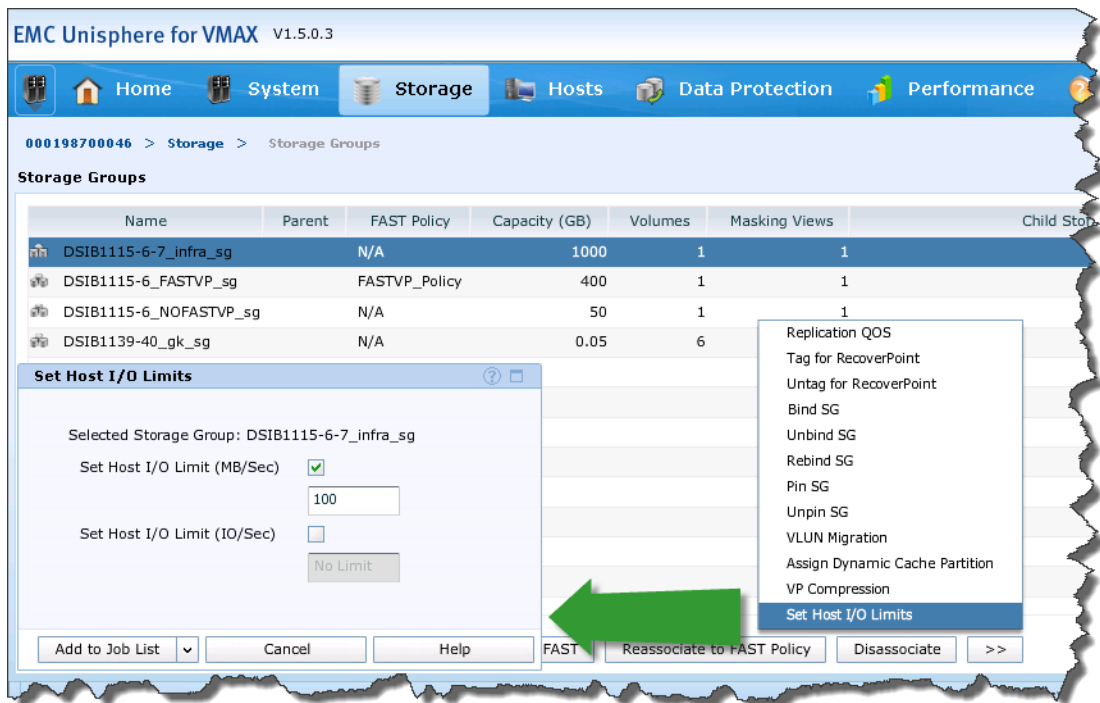 EMC Unisphere for VMAX V1.5.0.3
Home System Storage Hosts Data Protection Performance
000198700046 > Storage > Storage Groups
Storage Groups
Name Parent FAST Policy Capacity (GB) Volumes Masking Views Child Stor
DSIB1115-6-7_infra_sg N/A 1000 1 1
DSIB1115-6_FASTVP_sg FASTVP_Policy 400 1 1
DSIB1115-6_NOFASTVP_sg N/A 50 1 1
DSIB1139-40_gk_sg N/A 0.05 6
Set Host I/O Limits
Selected Storage Group: DSIB1115-6-7_infra_sg
Set Host I/O Limit (MB/Sec)
100
Set Host I/O Limit (IO/Sec)
No Limit
Add to Job List Cancel Help
Replication QOS
Tag for RecoverPoint
Untag for RecoverPoint
Bind SG
Unbind SG
Rebind SG
Pin SG
Unpin SG
VLUN Migration
Assign Dynamic Cache Partition
VP Compression
Set Host I/O Limits
FAST Reassociate to FAST Policy Disassociate >>